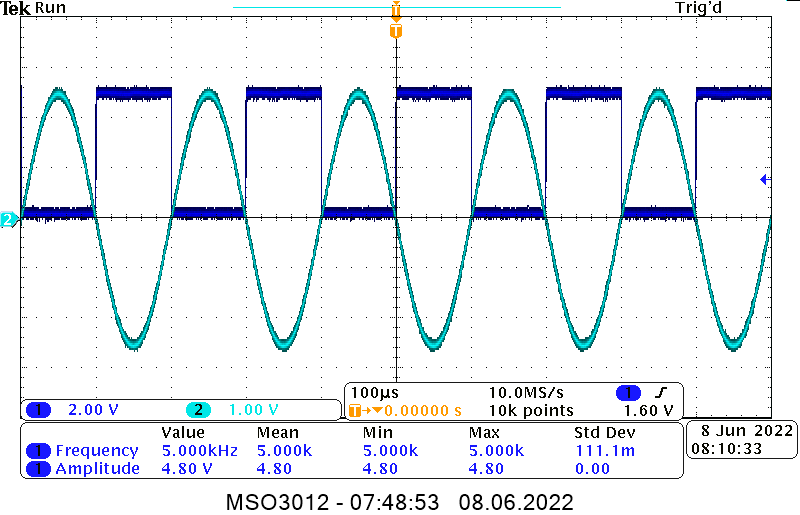 Tek Run Trig'd
T
T
2
1 2.00 V 2 1.00 V
100µs 10.0MS/s 1
T→▼0.00000 s 10k points 1.60 V
Value Mean Min Max Std Dev
1 Frequency 5.000kHz 5.000k 5.000k 5.000k 111.1m
1 Amplitude 4.80 V 4.80 4.80 4.80 0.00
8 Jun 2022
08:10:33
MSO3012 - 07:48:53 08.06.2022